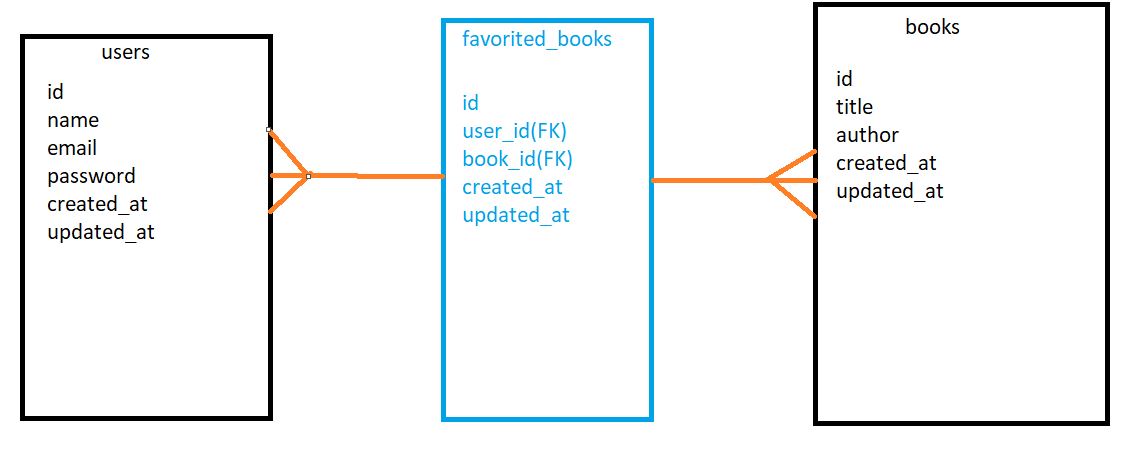 users
id
name
email
password
created_at
updated_at
favorited_books
id
user_id(FK)
book_id(FK)
created_at
updated_at
books
id
title
author
created_at
updated_at